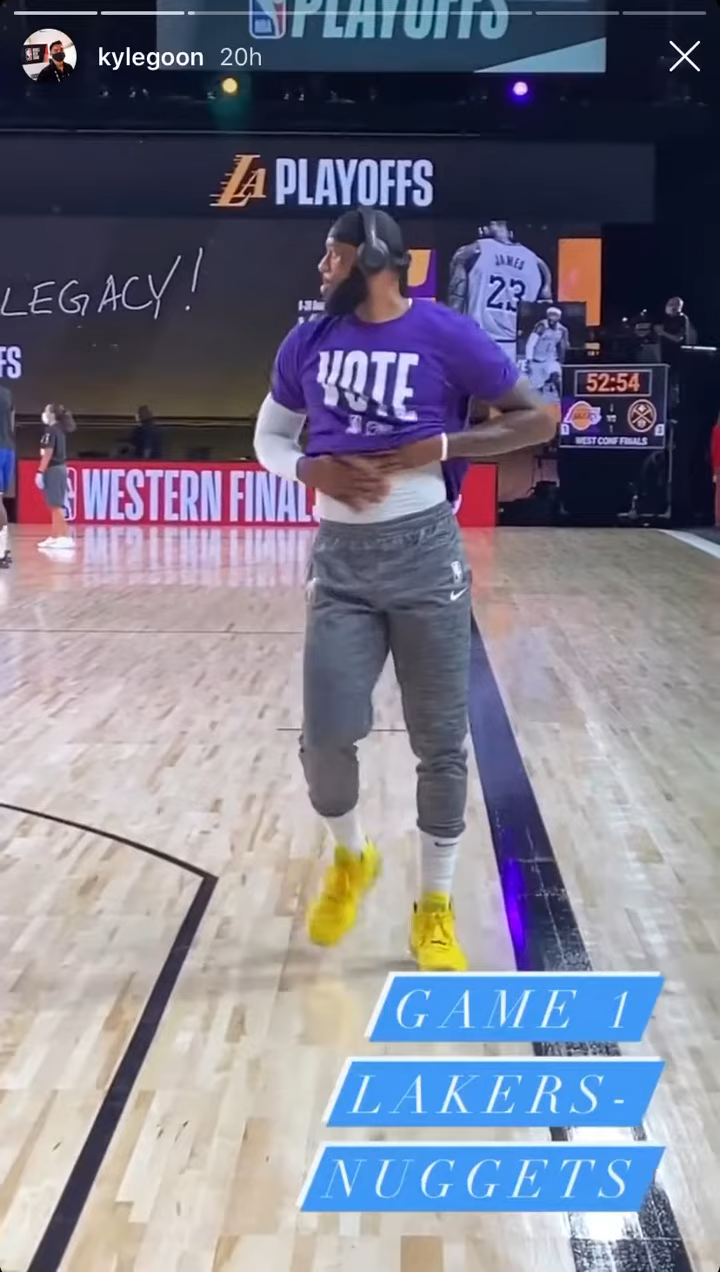 PLAYOFFS
kylegoon 20h
LA PLAYOFFS
LEGACY!
JAMES
23
FS
VOTE
52:54
WEST CONF FINALS
WESTERN FINAL
GAME 1
LAKERS-
NUGGETS